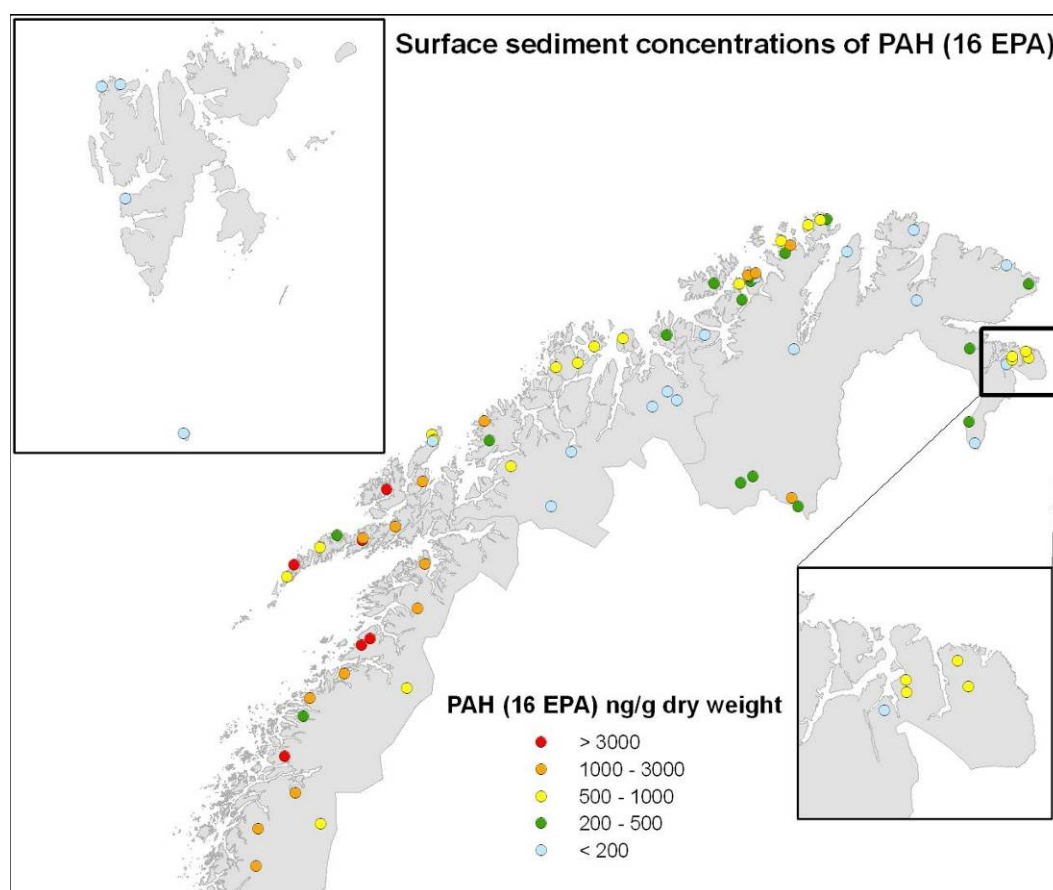 Surface sediment concentrations of PAH (16 EPA)
PAH (16 EPA) ng/g dry weight
> 3000
1000 - 3000
500 - 1000
200 - 500
< 200